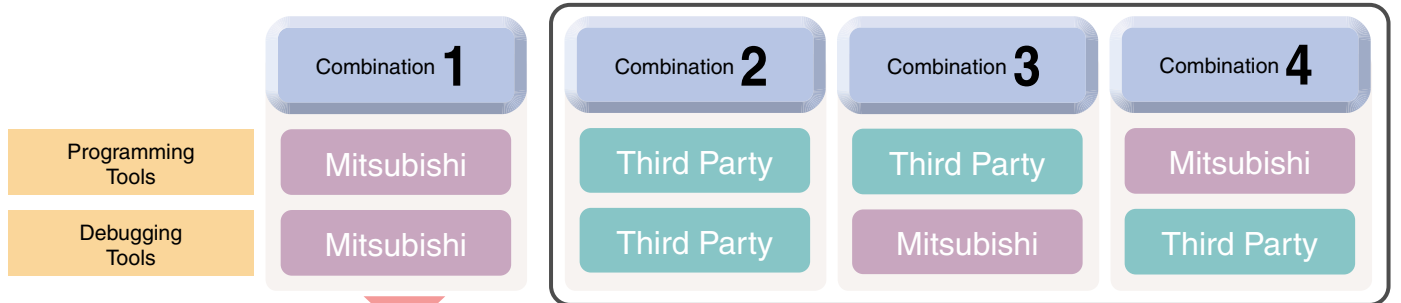 Combination 1
Combination 2
Combination 3
Combination 4
Programming
Tools
Mitsubishi
Third Party
Third Party
Mitsubishi
Debugging
Tools
Mitsubishi
Third Party
Mitsubishi
Third Party